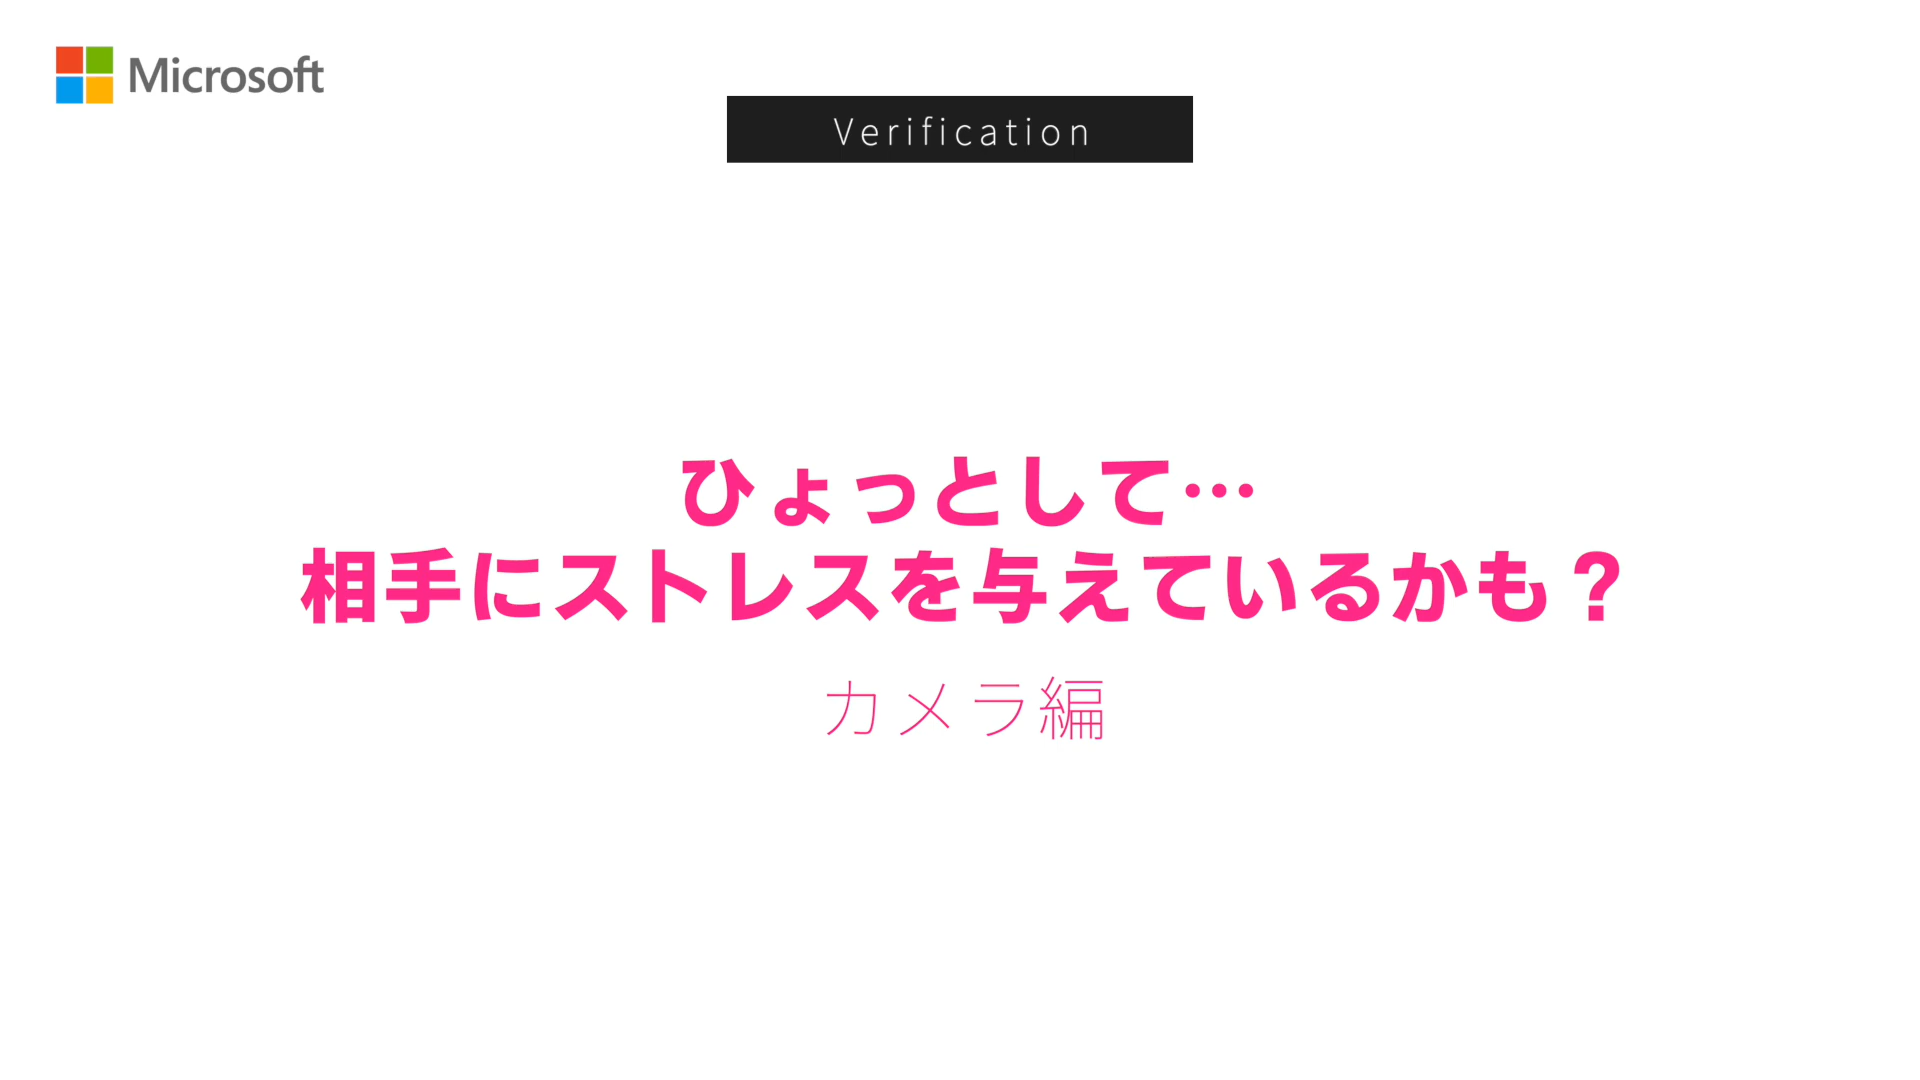 Microsoft
Verification
ひょっとして…
相手にストレスを与えているかも？
カメラ編